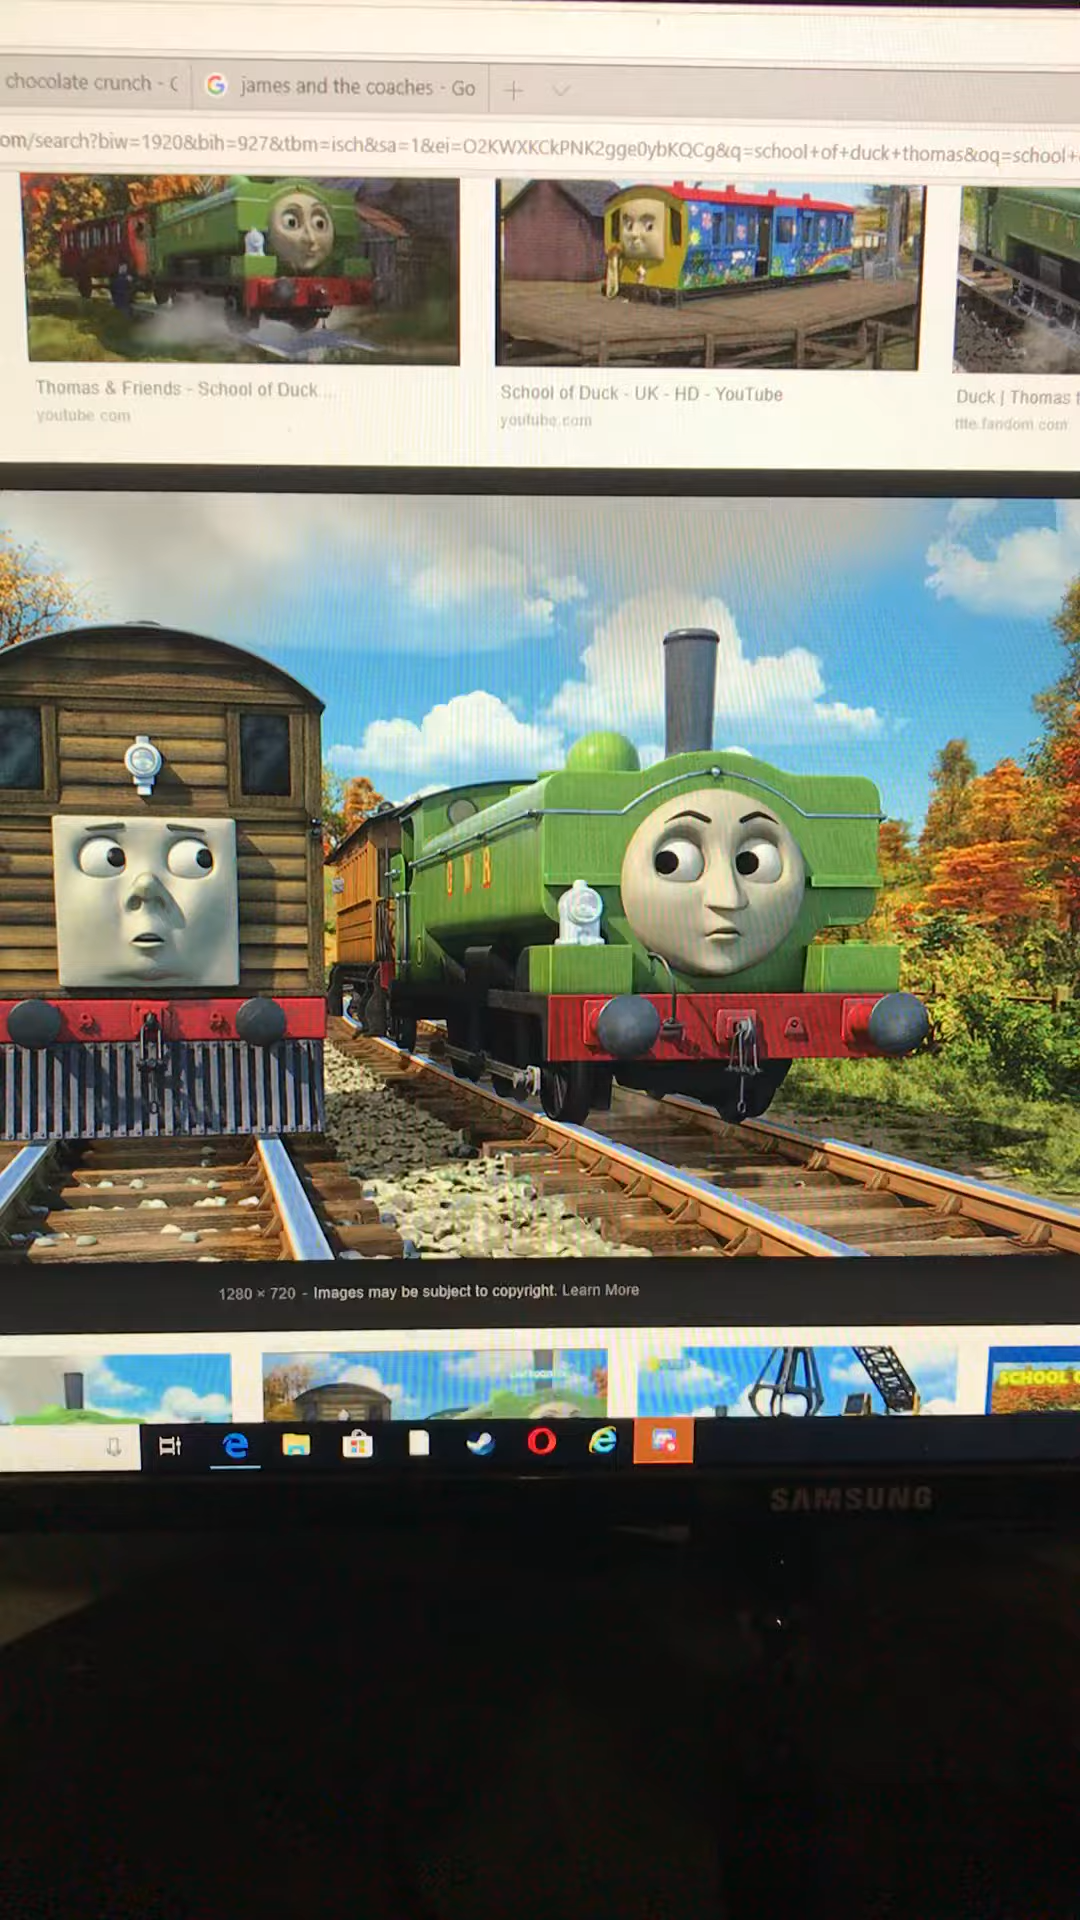 chocolate crunch - G
james and the coaches - Go
om/search?biw=1920&bih=927&tbm=isch&sa=1&ei=O2KWXKCkPNK2gge0ybKQCg&q=school+of+duck+thomas&oq=school+
Thomas & Friends - School of Duck ...
youtube.com
School of Duck - UK - HD - YouTube
youtube.com
Duck | Thomas t
ttte.fandom.com
GWR
1280 × 720 - Images may be subject to copyright. Learn More
SCHOOL
SAMSUNG